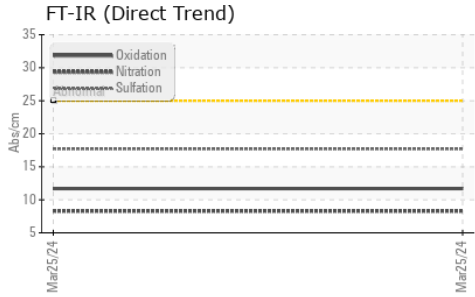 FT-IR (Direct Trend)
35
30
25
20
15
10
5
Abs/cm
Oxidation
Nitration
Sulfation
Abnormal
Mar25/24
Mar25/24